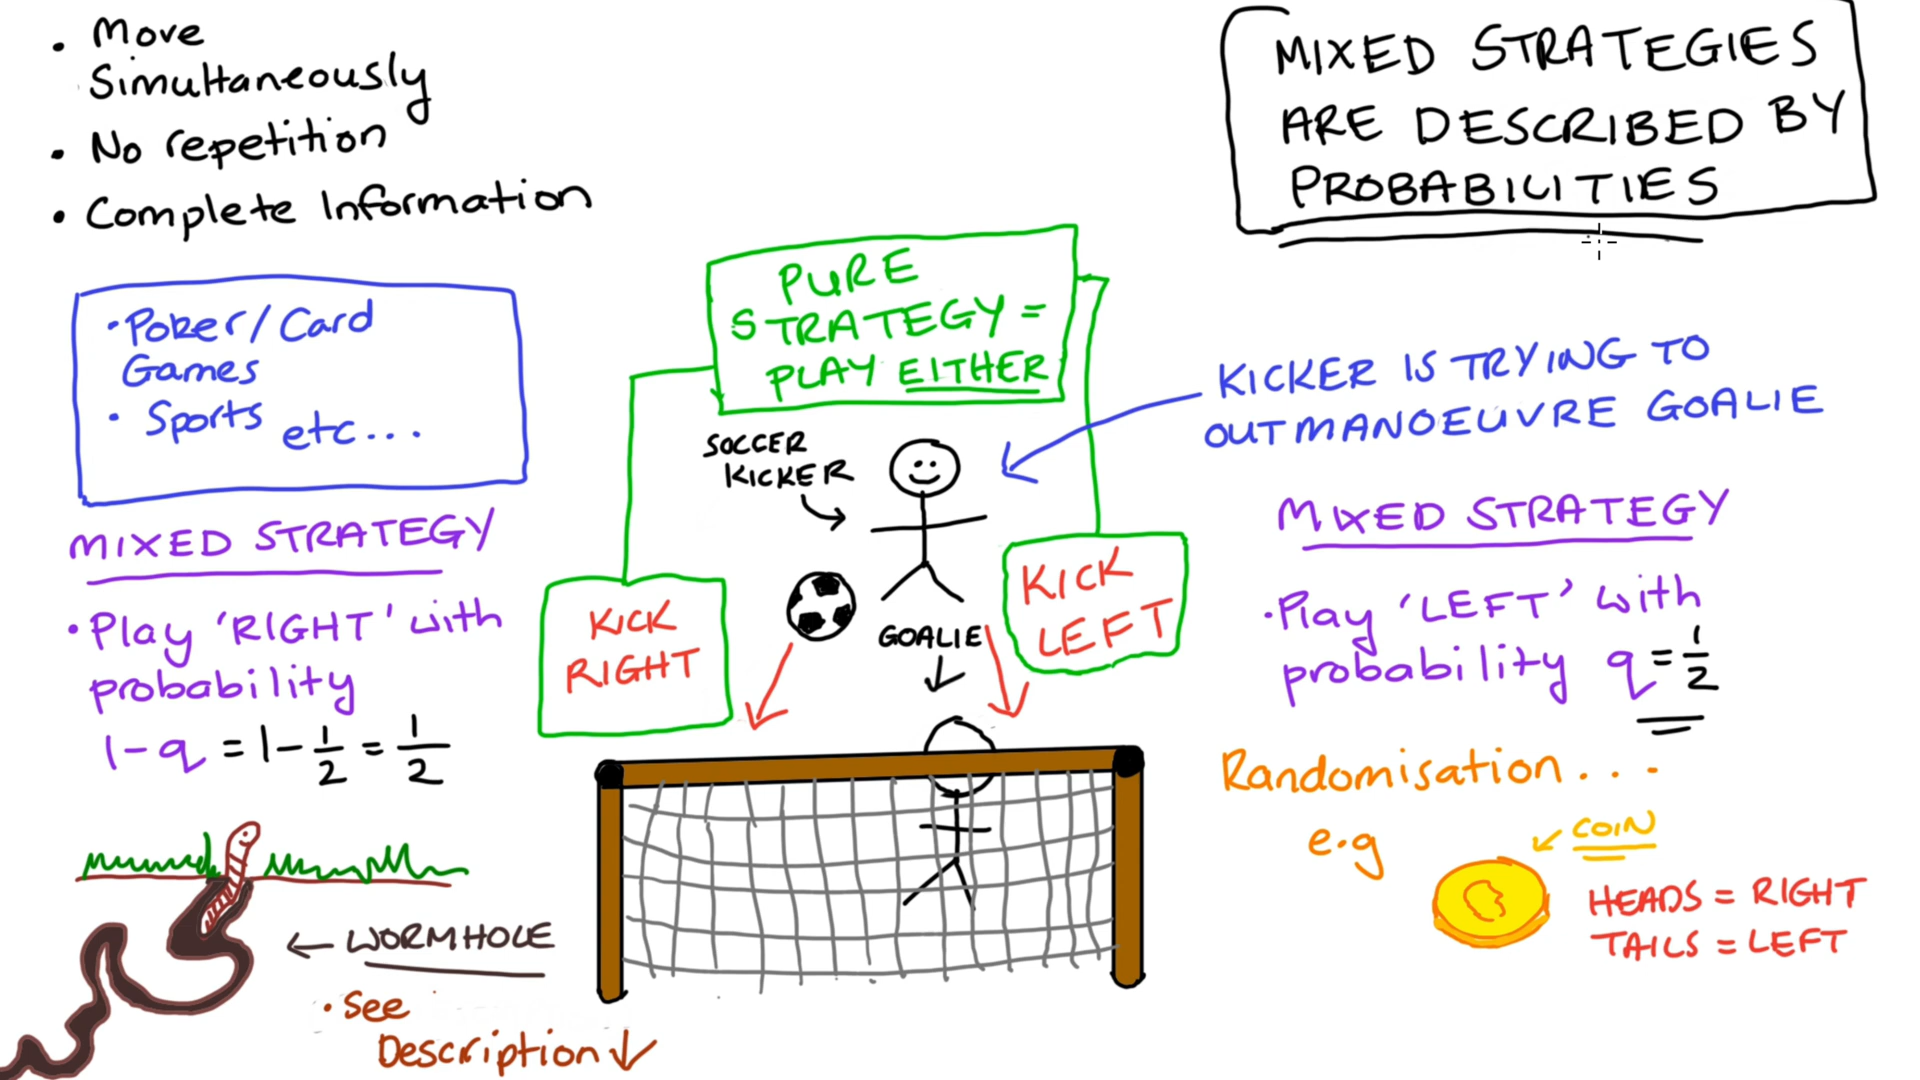 • Move
Simultaneously
• No repetition
• Complete Information
MIXED STRATEGIES
ARE DESCRIBED BY
PROBABILITIES
• Poker/Card
Games
• Sports
etc...
PURE
STRATEGY =
PLAY EITHER
KICKER IS TRYING TO
OUTMANOEUVRE GOALIE
SOCCER
KICKER
MIXED STRATEGY
• Play 'RIGHT' with
probability
1-q = 1-1/2 = 1/2
KICK
RIGHT
GOALIE
KICK
LEFT
MIXED STRATEGY
• Play 'LEFT' with
probability q = 1/2
Randomisation...
e.g
COIN
HEADS = RIGHT
TAILS = LEFT
← WORMHOLE
• See
Description ↓